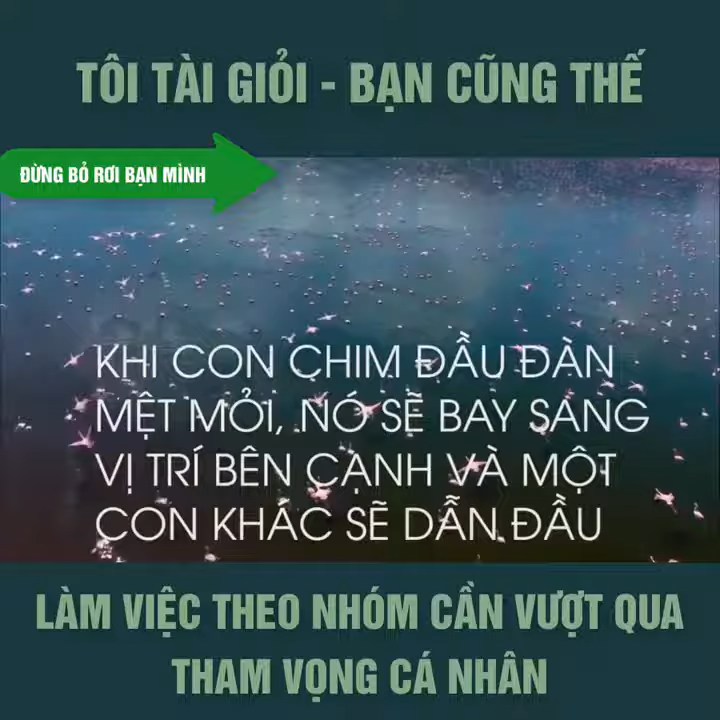 TÔI TÀI GIỎI - BẠN CŨNG THẾ
ĐỪNG BỎ RƠI BẠN MÌNH
KHI CON CHIM ĐẦU ĐÀN
MỆT MỎI, NÓ SẼ BAY SANG
VỊ TRÍ BÊN CẠNH VÀ MỘT
CON KHÁC SẼ DẪN ĐẦU
LÀM VIỆC THEO NHÓM CẦN VƯỢT QUA
THAM VỌNG CÁ NHÂN